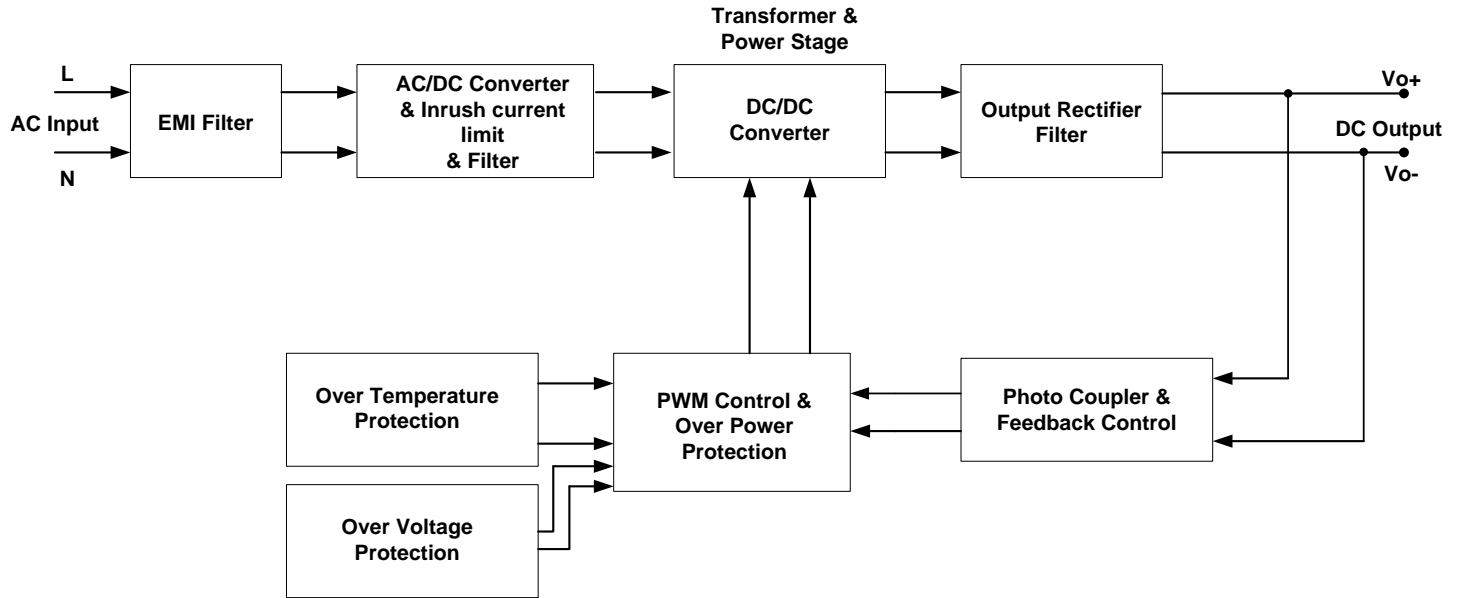 Transformer &
Power Stage
L
AC Input
N
EMI Filter
AC/DC Converter
& Inrush current
limit
& Filter
DC/DC
Converter
Output Rectifier
Filter
Vo+
DC Output
Vo-
Over Temperature
Protection
PWM Control &
Over Power
Protection
Photo Coupler &
Feedback Control
Over Voltage
Protection